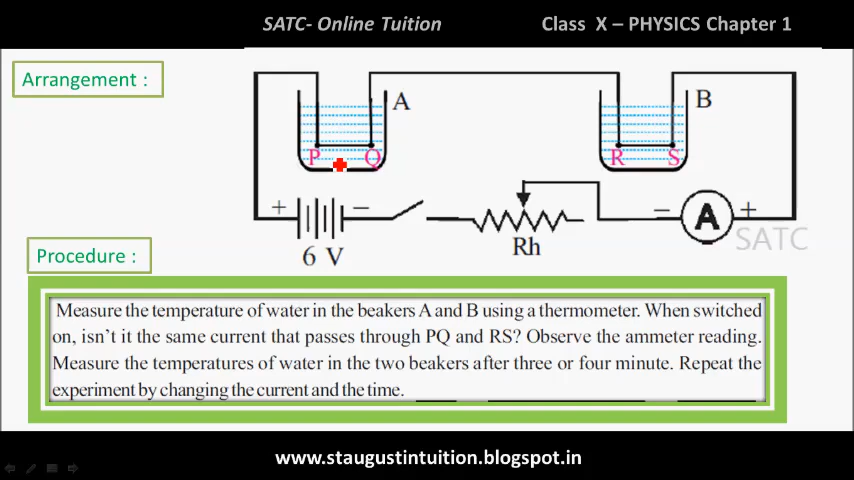 SATC- Online Tuition
Class X – PHYSICS Chapter 1
Arrangement :
A
B
P
Q
R
S
+
–
–
A
+
6 V
Rh
SATC
Procedure :
Measure the temperature of water in the beakers A and B using a thermometer. When switched
on, isn't it the same current that passes through PQ and RS? Observe the ammeter reading.
Measure the temperatures of water in the two beakers after three or four minute. Repeat the
experiment by changing the current and the time.
www.staugustintuition.blogspot.in